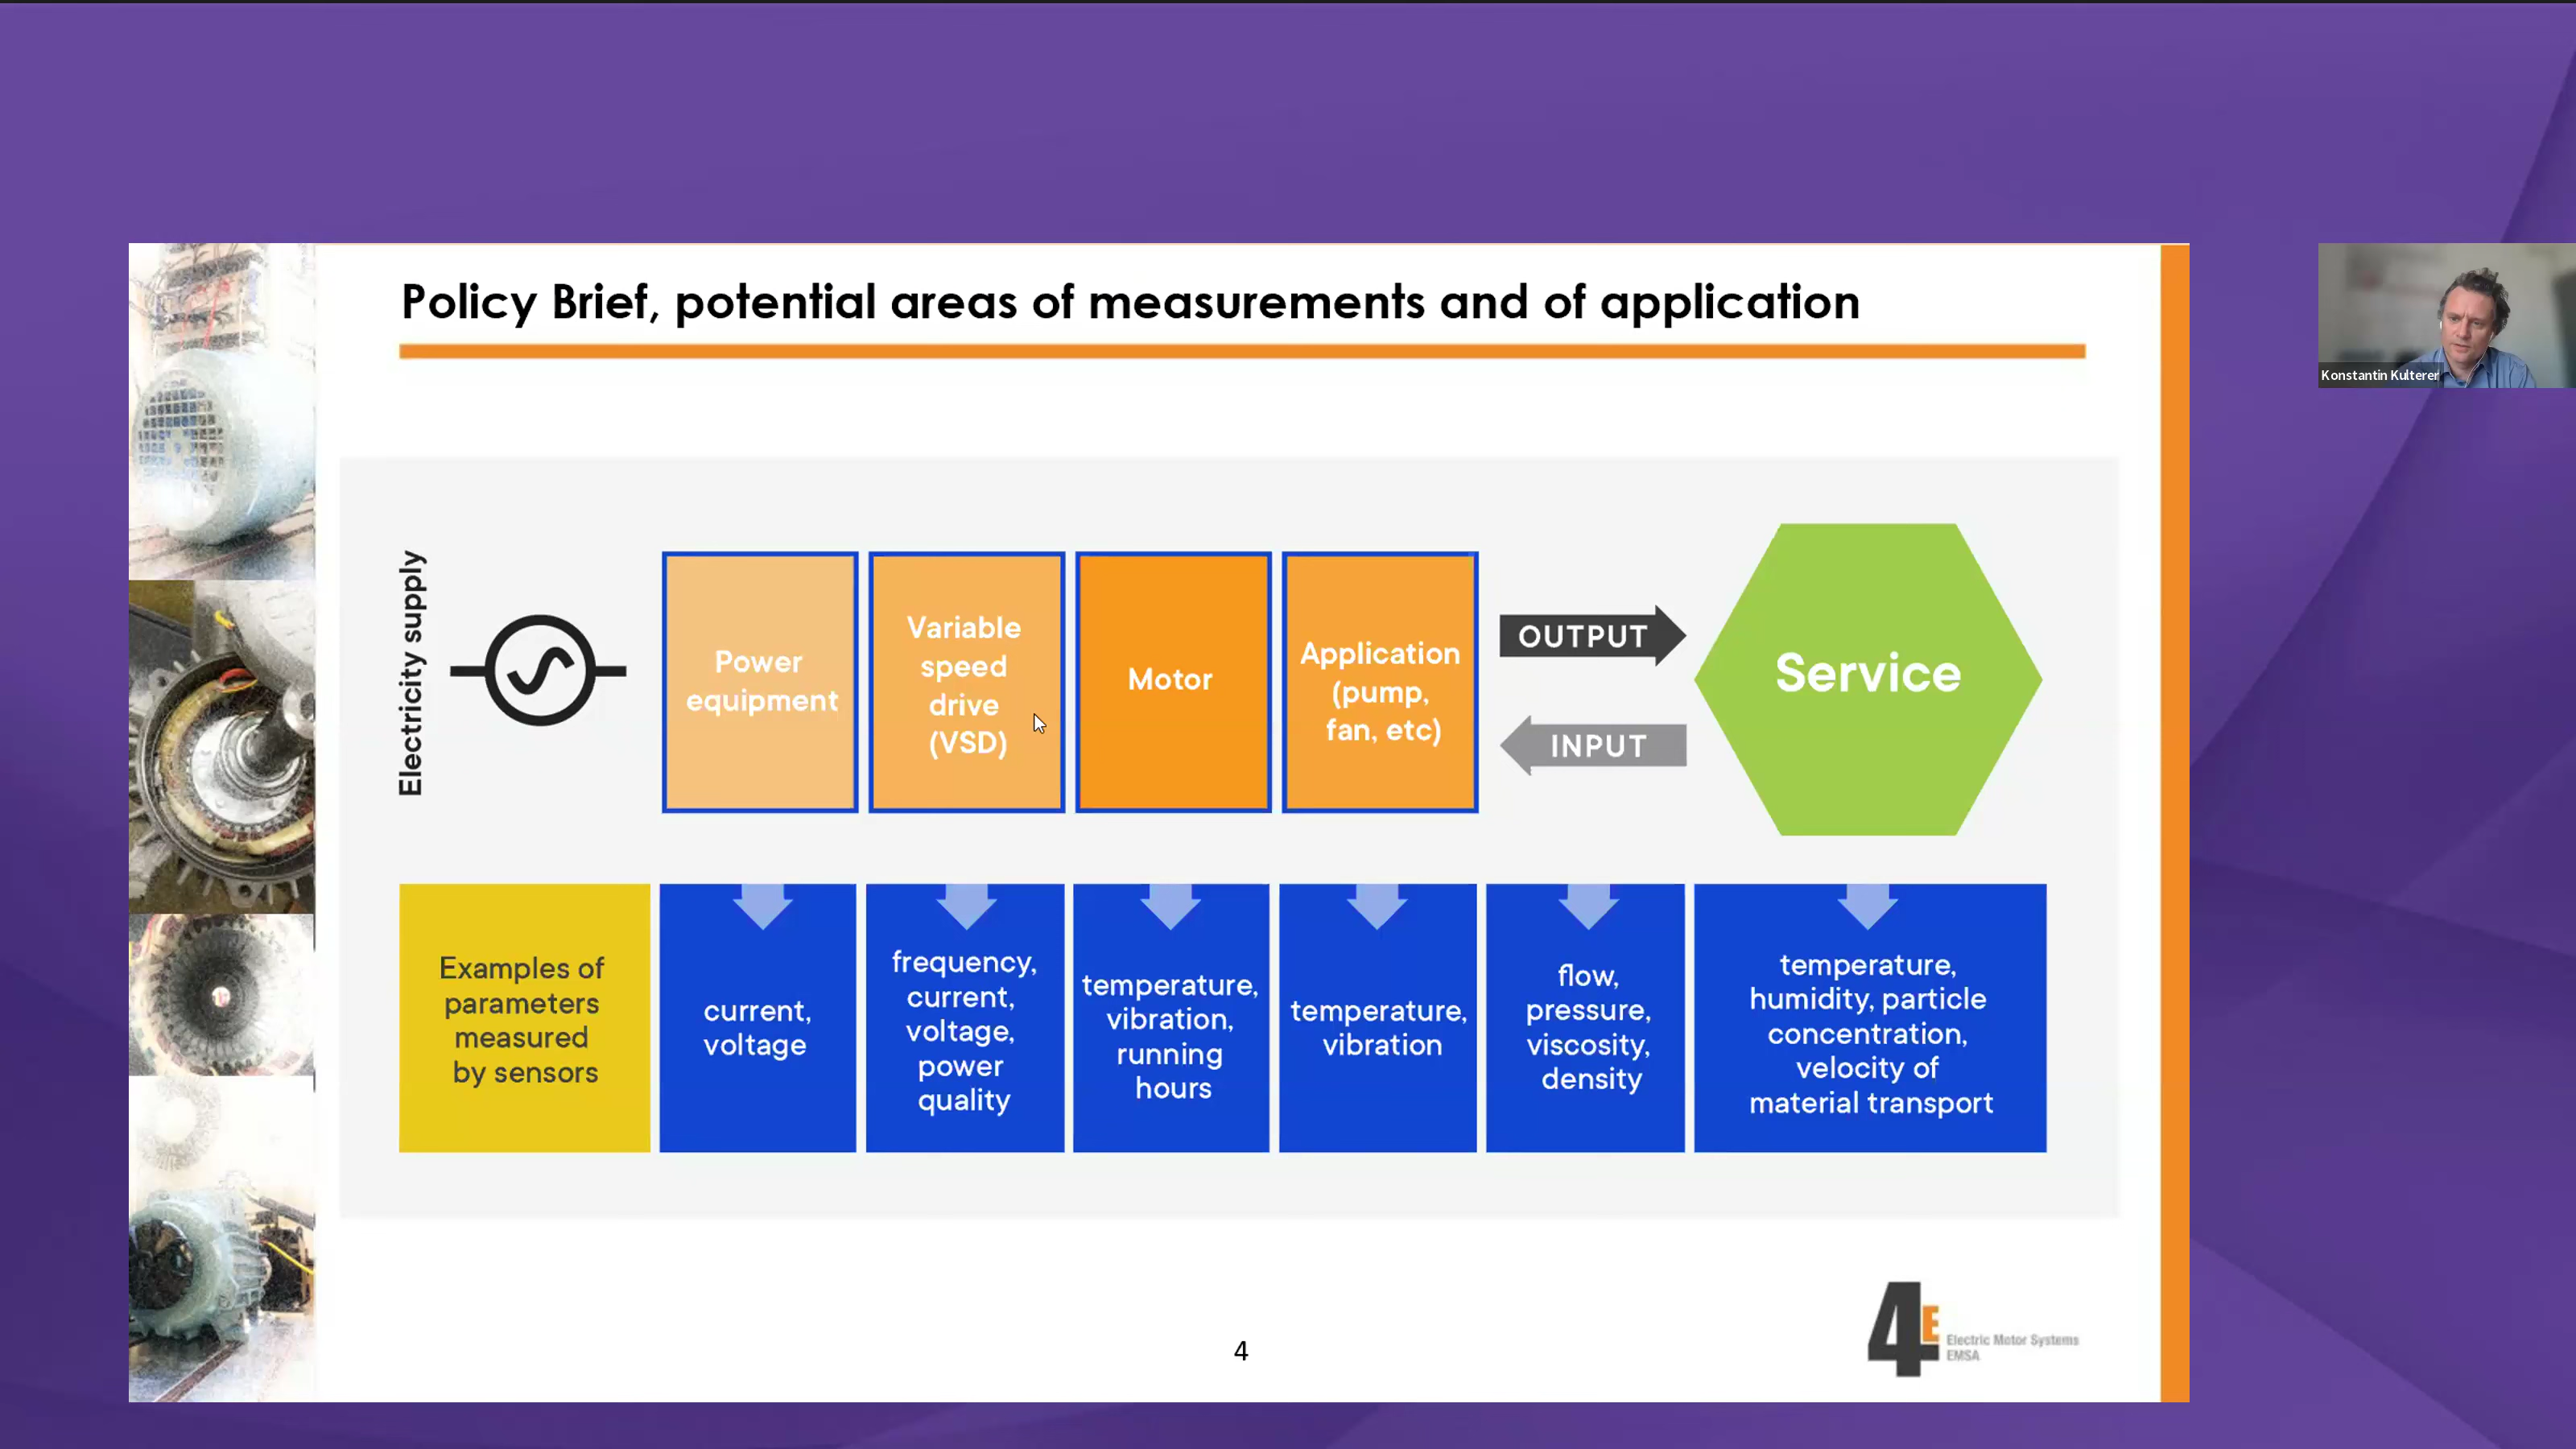 Policy Brief, potential areas of measurements and of application
Konstantin Kulterer
Electricity supply
Power
equipment
Variable
speed
drive
(VSD)
Motor
Application
(pump,
fan, etc)
OUTPUT
INPUT
Service
Examples of
parameters
measured
by sensors
current,
voltage
frequency,
current,
voltage,
power
quality
temperature,
vibration,
running
hours
temperature,
vibration
flow,
pressure,
viscosity,
density
temperature,
humidity, particle
concentration,
velocity of
material transport
4
4E
Electric Motor Systems
EMSA